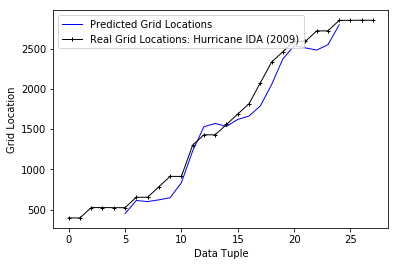 Predicted Grid Locations
Real Grid Locations: Hurricane IDA (2009)
2500
2000
1500
1000
500
Grid Location
0
5
10
15
20
25
Data Tuple